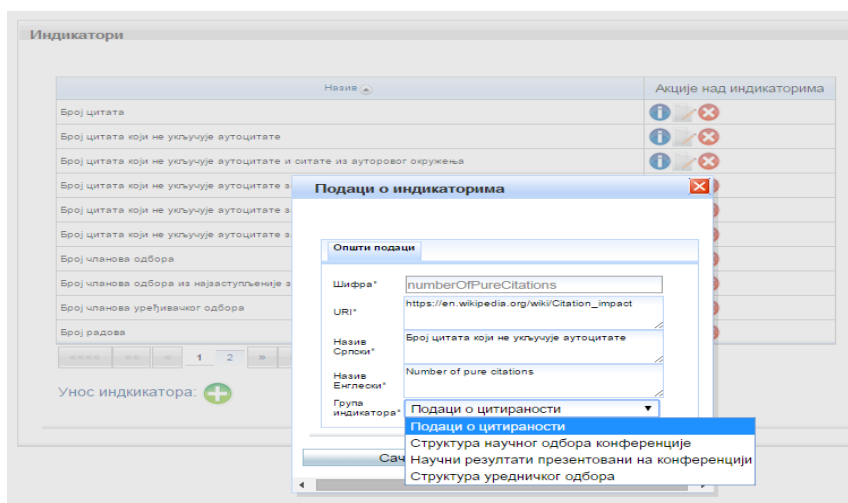 Индикатори
Назив
Акције над индикаторима
Број цитата
Број цитата који не укључује аутоцитате
Број цитата који не укључује аутоцитате и ситате из ауторовог окружења
Број цитата који не укључује аутоцитате з
Број цитата који не укључује аутоцитате з
Број цитата који не укључује аутоцитате з
Број чланова одбора
Број чланова одбора из најзаступљеније з
Број чланова уређивачког одбора
Број радова
1 2
Унос индкикатора:
Подаци о индикаторима
Општи подаци
Шифра*
numberOfPureCitations
URI*
https://en.wikipedia.org/wiki/Citation_impact
Назив
Српски*
Број цитата који не укључује аутоцитате
Назив
Енглески*
Number of pure citations
Група
индикатора*
Подаци о цитираности
Подаци о цитираности
Структура научног одбора конференције
Научни резултати презентовани на конференцији
Структура уредничког одбора
Сач